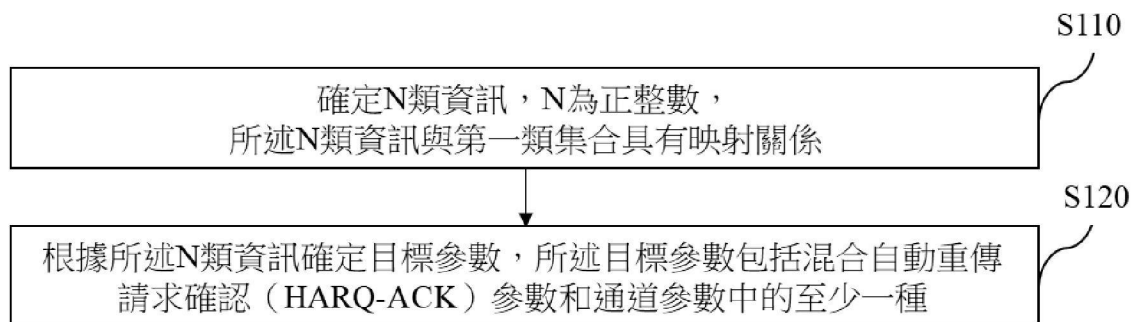 S110
確定N類資訊，N為正整數，
所述N類資訊與第一類集合具有映射關係
S120
根據所述N類資訊確定目標參數，所述目標參數包括混合自動重傳
請求確認（HARQ-ACK）參數和通道參數中的至少一種